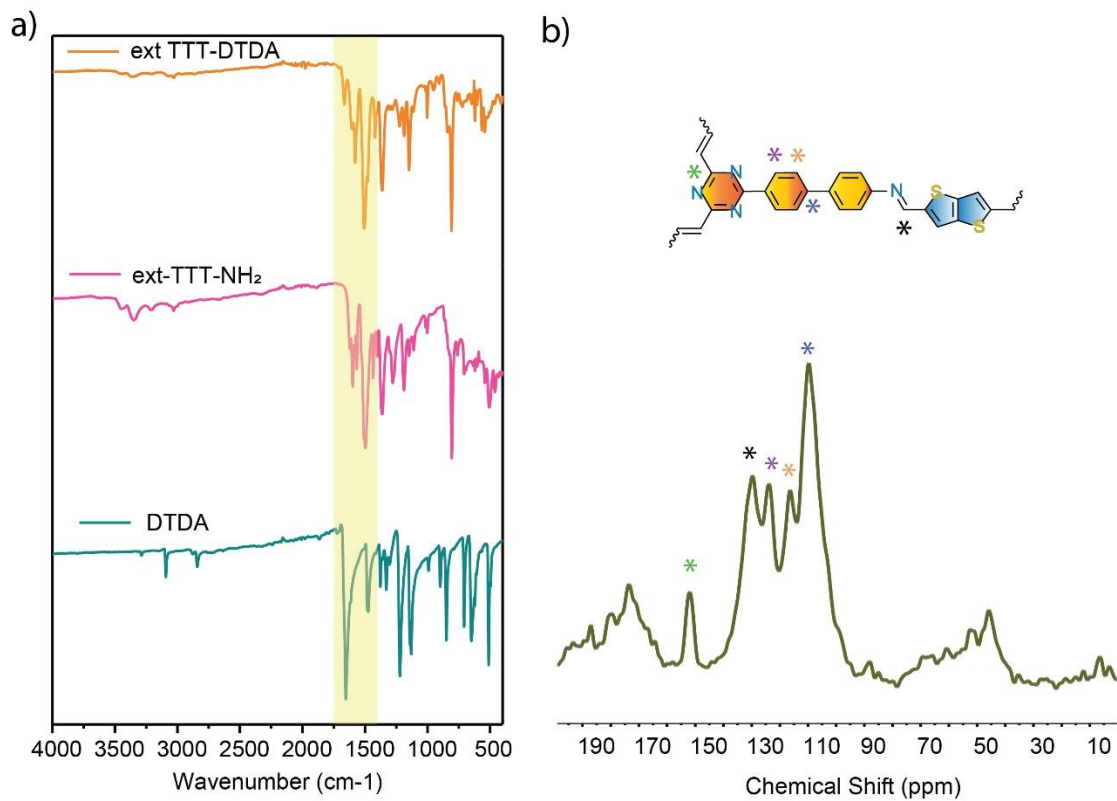 a)
ext TTT-DTDA
ext-TTT-NH₂
DTDA
4000 3500 3000 2500 2000 1500 1000 500
Wavenumber (cm-1)
b)
N
N
N
N
S
S
* * * * *
* * * * *
190 170 150 130 110 90 70 50 30 10
Chemical Shift (ppm)